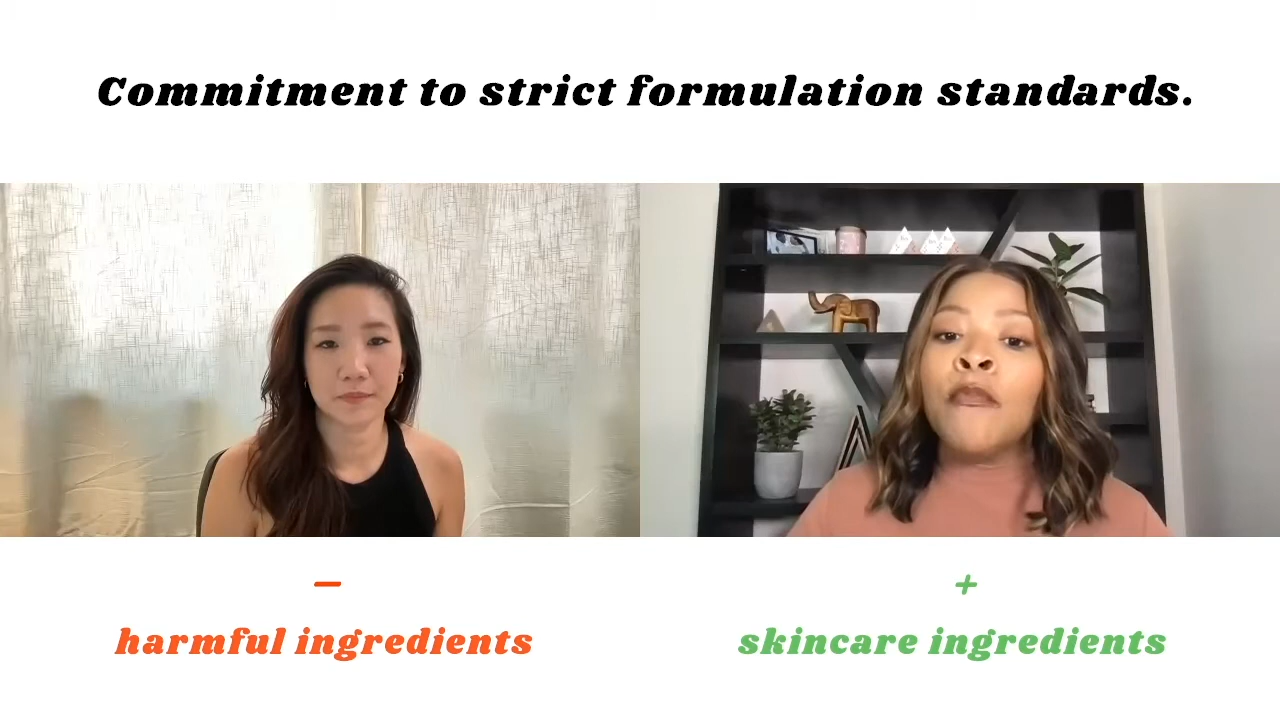 Commitment to strict formulation standards.
–
+
harmful ingredients
skincare ingredients